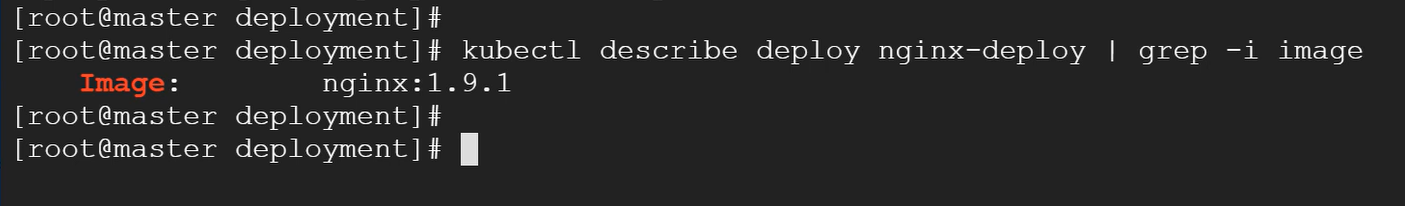 [root@master deployment]#
[root@master deployment]# kubectl describe deploy nginx-deploy | grep -i image
    Image:        nginx:1.9.1
[root@master deployment]#
[root@master deployment]#